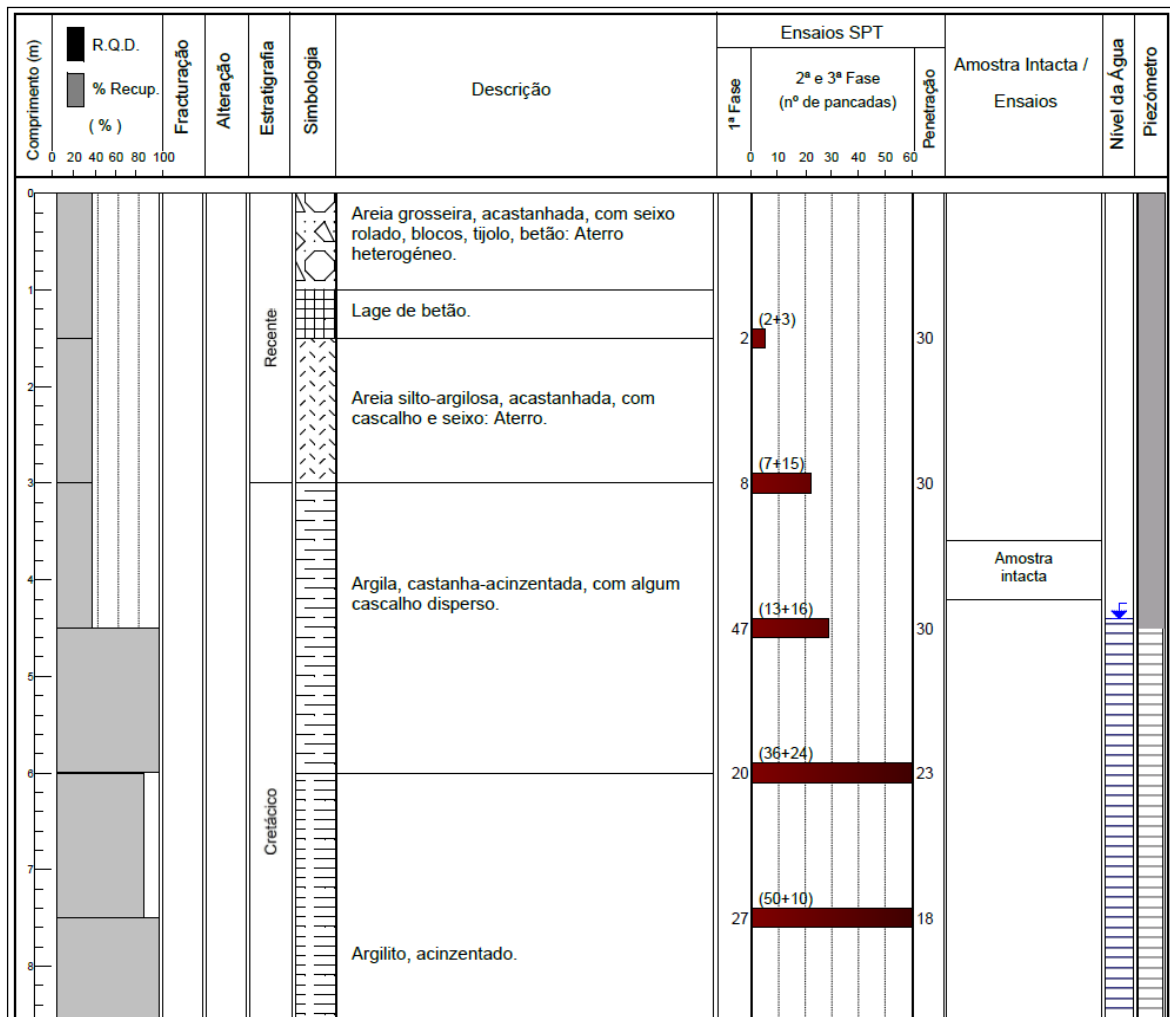 Comprimento (m)
R.Q.D.
% Recup.
( % )
0 20 40 60 80 100
Fracturação
Alteração
Estratigrafia
Simbologia
Descrição
Ensaios SPT
1ª Fase
2ª e 3ª Fase
(nº de pancadas)
0 10 20 30 40 50 60
Penetração
Amostra Intacta /
Ensaios
Nível da Água
Piezómetro
0
Areia grosseira, acastanhada, com seixo
rolado, blocos, tijolo, betão: Aterro
heterogéneo.
1
Lage de betão.
Recente
(2+3)
2 30
2
Areia silto-argilosa, acastanhada, com
cascalho e seixo: Aterro.
(7+15)
3
8 30
Amostra
intacta
4
Argila, castanha-acinzentada, com algum
cascalho disperso.
(13+16)
47 30
5
(36+24)
6
20 23
Cretácico
7
(50+10)
27 18
Argilito, acinzentado.
8